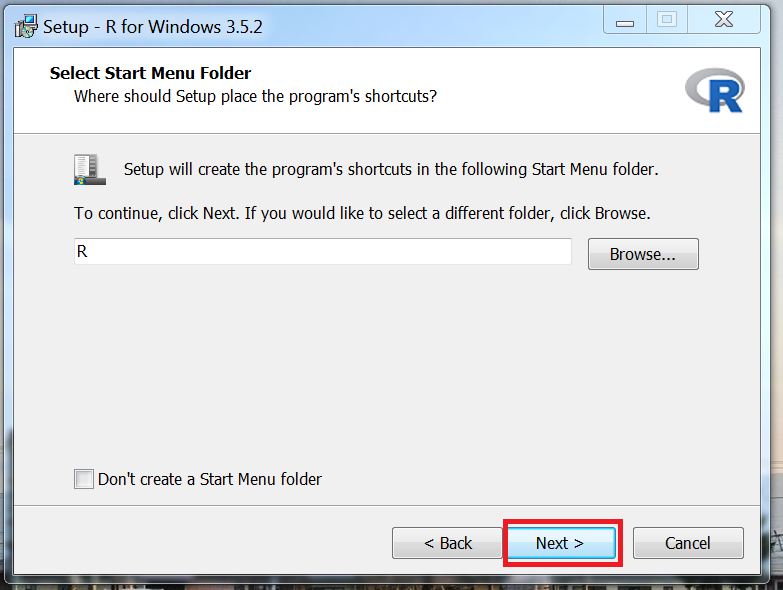 Setup - R for Windows 3.5.2
Select Start Menu Folder
Where should Setup place the program's shortcuts?
R
Setup will create the program's shortcuts in the following Start Menu folder.
To continue, click Next. If you would like to select a different folder, click Browse.
R
Browse...
Don't create a Start Menu folder
< Back
Next >
Cancel